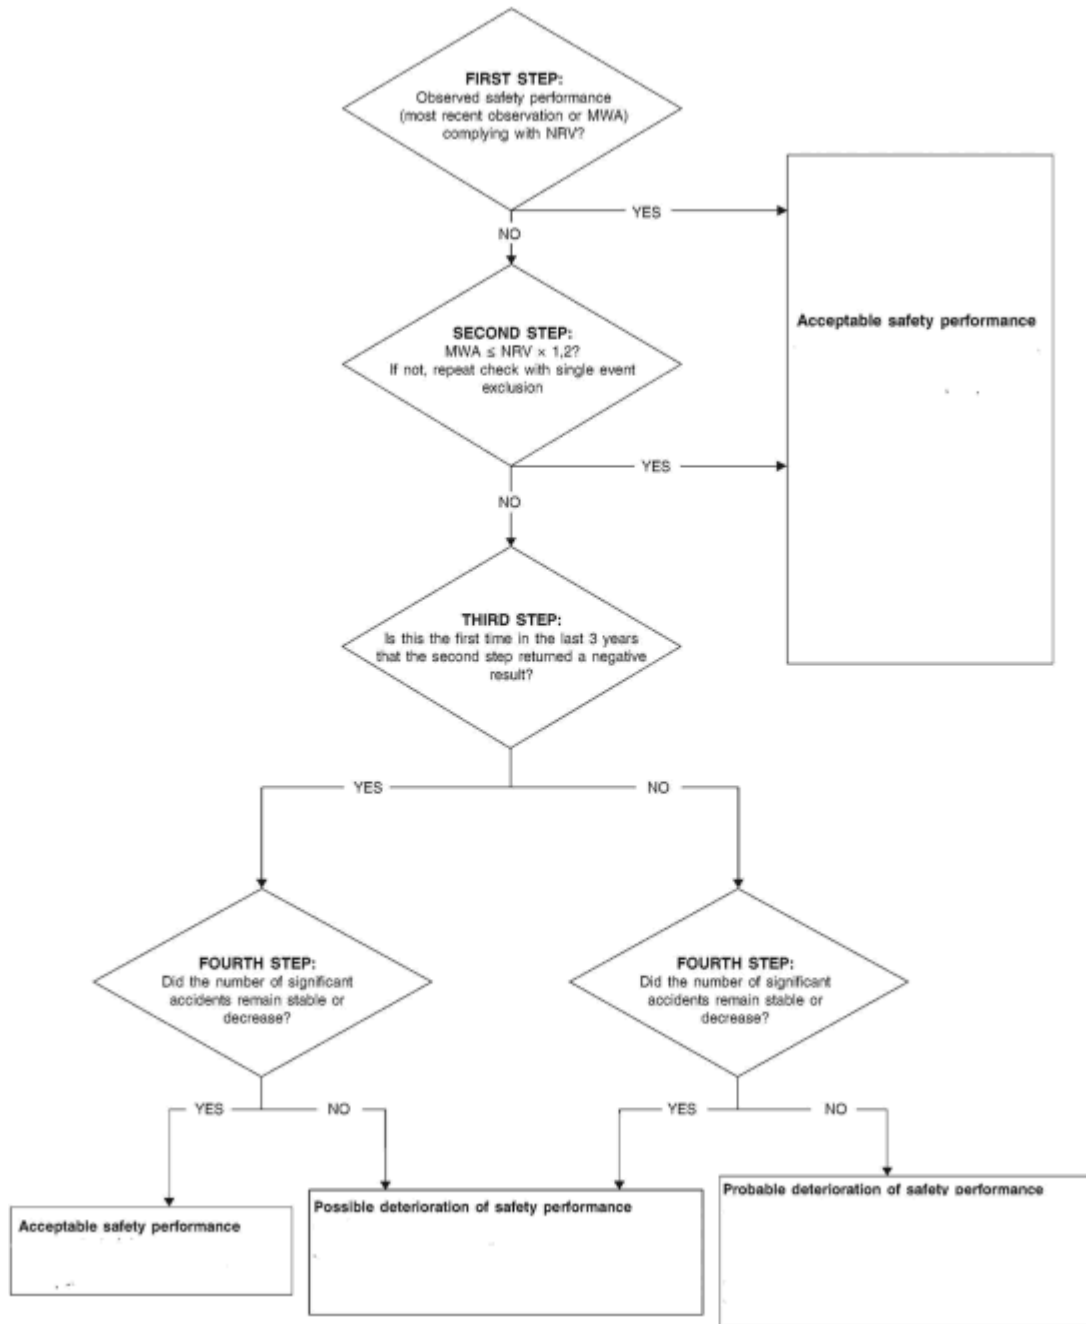 FIRST STEP:
Observed safety performance
(most recent observation or MWA)
complying with NRV?
YES
NO
Acceptable safety performance
SECOND STEP:
MWA ≤ NRV × 1,2?
If not, repeat check with single event
exclusion
YES
NO
THIRD STEP:
Is this the first time in the last 3 years
that the second step returned a negative
result?
YES
NO
FOURTH STEP:
Did the number of significant
accidents remain stable or
decrease?
FOURTH STEP:
Did the number of significant
accidents remain stable or
decrease?
YES
NO
YES
NO
Acceptable safety performance
Possible deterioration of safety performance
Probable deterioration of safety performance